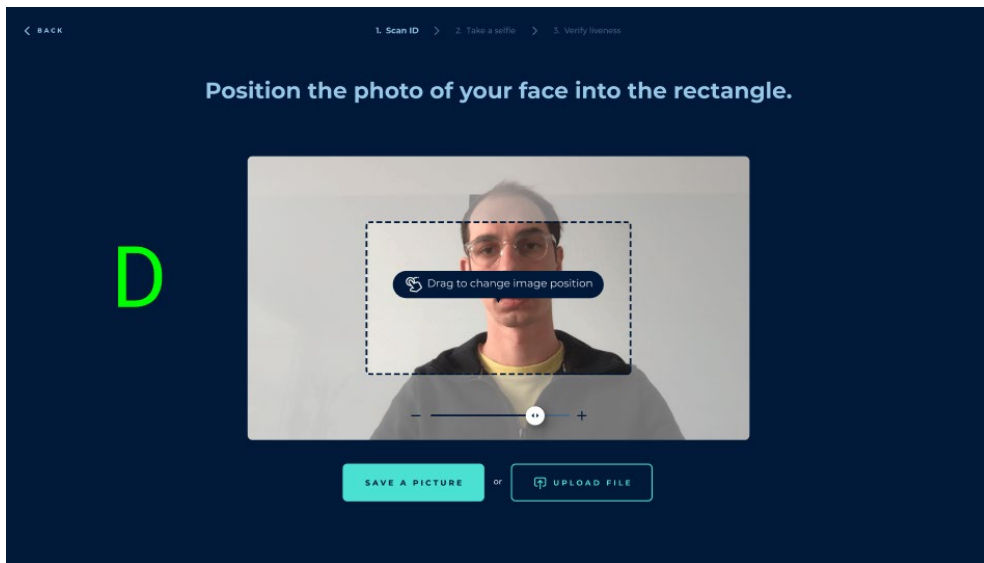 BACK
1. Scan ID
2. Take a selfie
3. Verify liveness
Position the photo of your face into the rectangle.
D
Drag to change image position
SAVE A PICTURE or UPLOAD FILE